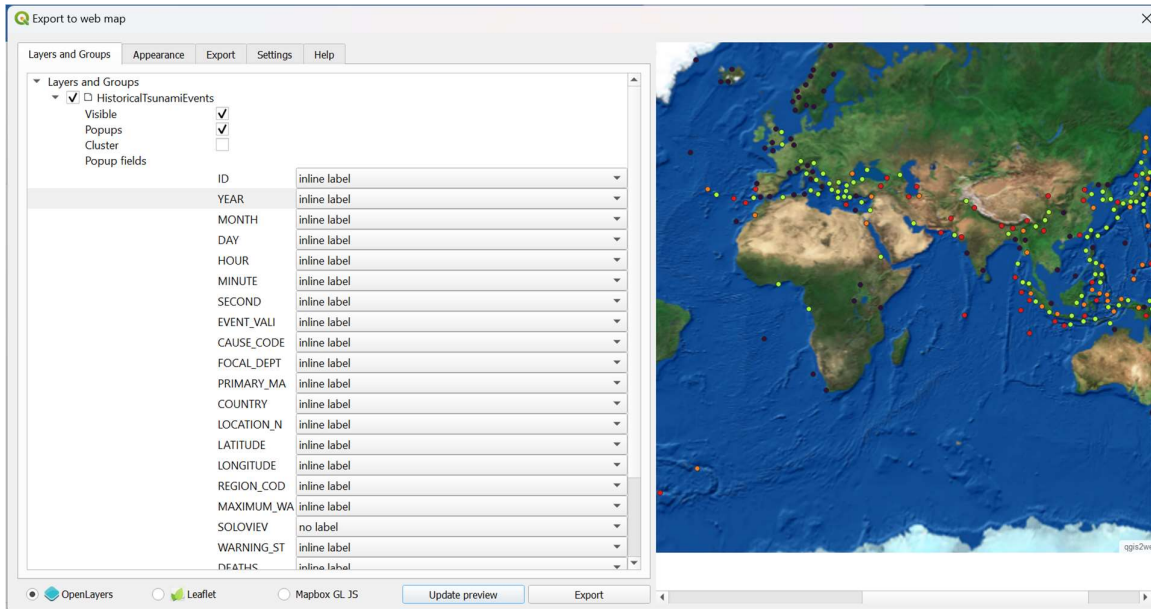 Export to web map
Layers and Groups Appearance Export Settings Help
Layers and Groups
HistoricalTsunamiEvents
Visible
Popups
Cluster
Popup fields
ID inline label
YEAR inline label
MONTH inline label
DAY inline label
HOUR inline label
MINUTE inline label
SECOND inline label
EVENT_VALI inline label
CAUSE_CODE inline label
FOCAL_DEPT inline label
PRIMARY_MA inline label
COUNTRY inline label
LOCATION_N inline label
LATITUDE inline label
LONGITUDE inline label
REGION_COD inline label
MAXIMUM_WA inline label
SOLOVIEV no label
WARNING_ST inline label
DEATHS inline label
qgis2we
OpenLayers Leaflet Mapbox GL JS Update preview Export